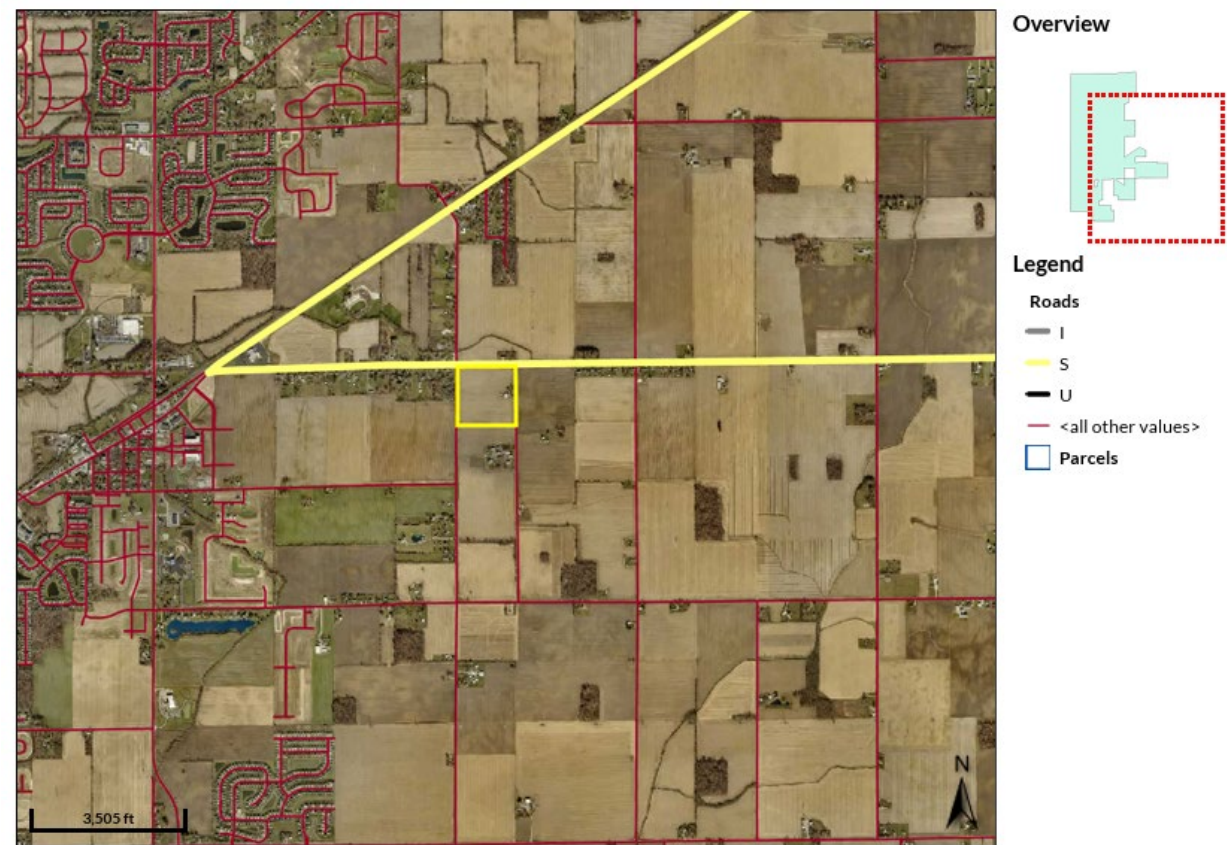 Overview
Legend
Roads
I
S
U
<all other values>
Parcels
N
3,505 ft